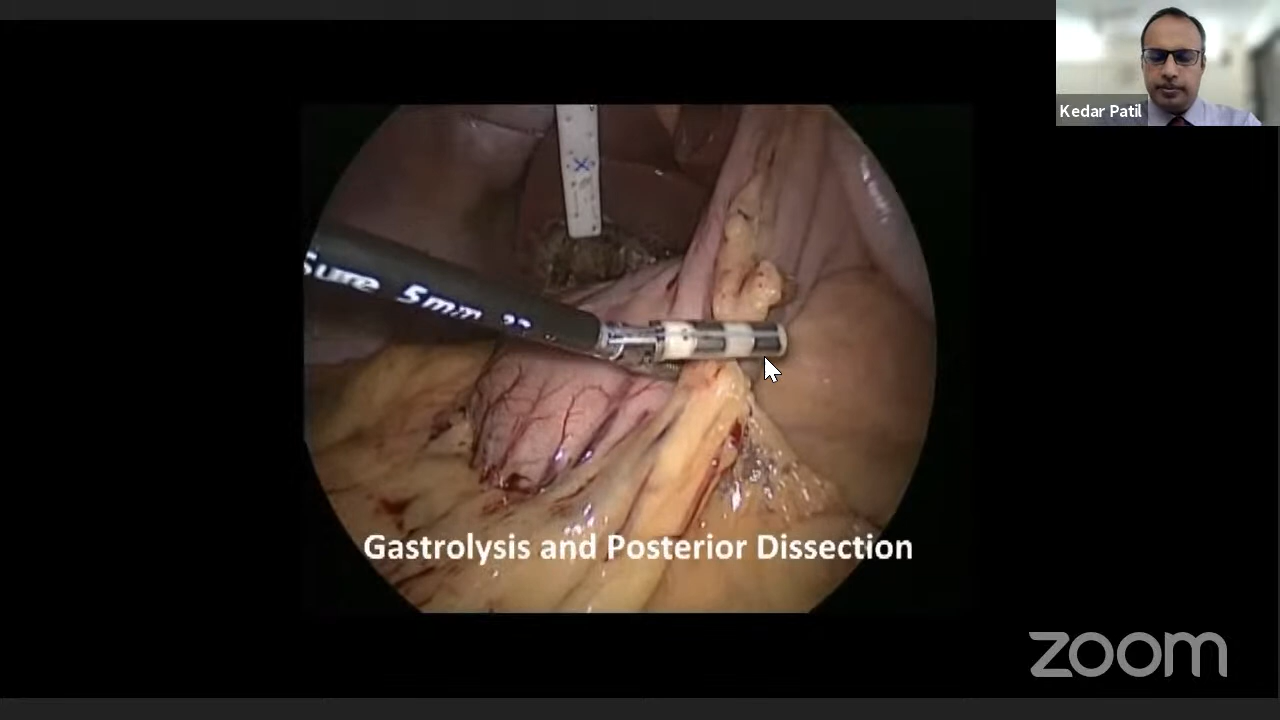 Kedar Patil
Sure 5mm
Gastrolysis and Posterior Dissection
zoom